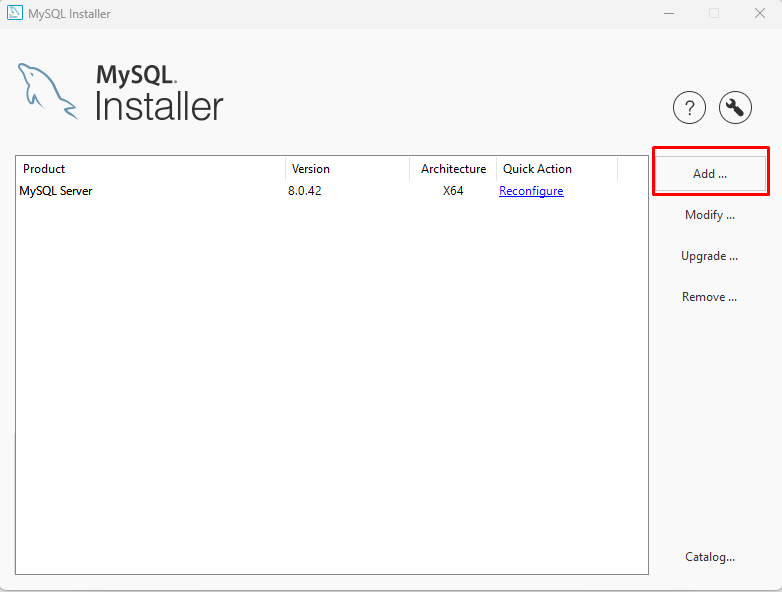 MySQL Installer
MySQL.
Installer
?
Product Version Architecture Quick Action
MySQL Server 8.0.42 X64 Reconfigure
Add ...
Modify ...
Upgrade ...
Remove ...
Catalog...